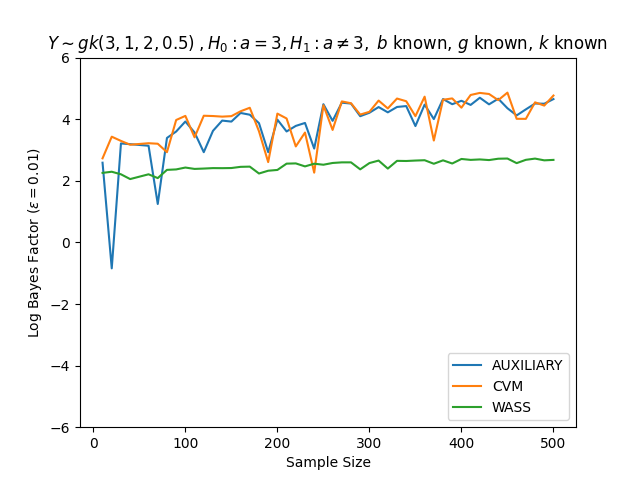 Y ∼ gk(3, 1, 2, 0.5) , H₀ : a = 3, H₁ : a ≠ 3, b known, g known, k known
6
4
2
0
−2
−4
−6
Log Bayes Factor (ε = 0.01)
AUXILIARY
CVM
WASS
0 100 200 300 400 500
Sample Size